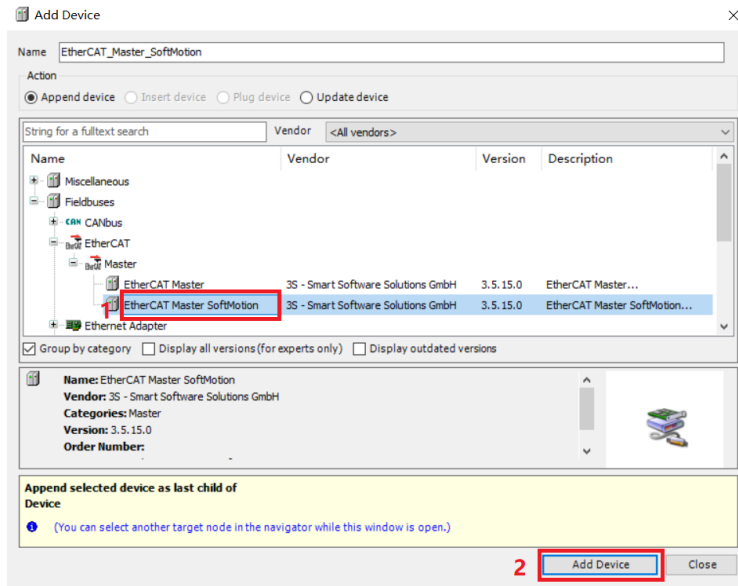 Add Device
Name EtherCAT_Master_SoftMotion
Action
Append device Insert device Plug device Update device
String for a fulltext search Vendor <All vendors>
Name Vendor Version Description
Miscellaneous
Fieldbuses
CAN CANbus
EtherCAT
Master
EtherCAT Master 3S - Smart Software Solutions GmbH 3.5.15.0 EtherCAT Master...
1 EtherCAT Master SoftMotion 3S - Smart Software Solutions GmbH 3.5.15.0 EtherCAT Master SoftMotion...
Ethernet Adapter
Group by category Display all versions (for experts only) Display outdated versions
Name: EtherCAT Master SoftMotion
Vendor: 3S - Smart Software Solutions GmbH
Categories: Master
Version: 3.5.15.0
Order Number:
Append selected device as last child of
Device
(You can select another target node in the navigator while this window is open.)
2 Add Device Close